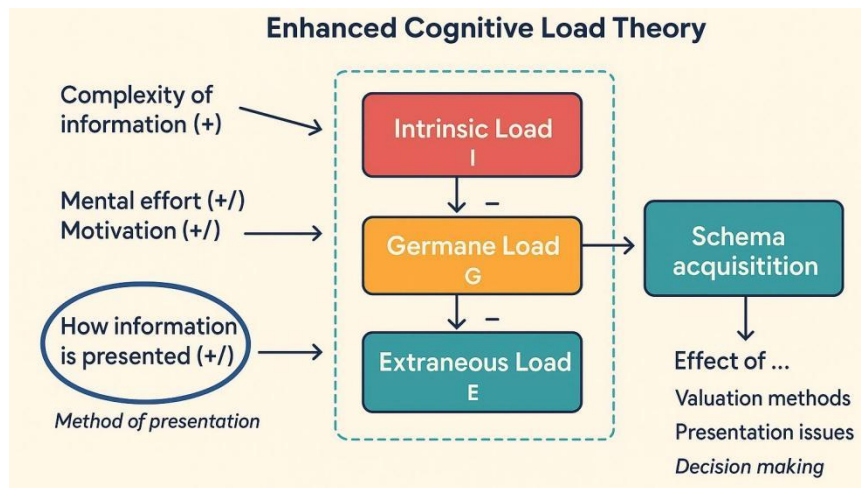 Enhanced Cognitive Load Theory
Complexity of
information (+)
Mental effort (+/)
Motivation (+/)
How information
is presented (+/)
Method of presentation
Intrinsic Load
I
–
Germane Load
G
–
Extraneous Load
E
Schema
acquisitition
Effect of ...
Valuation methods
Presentation issues
Decision making